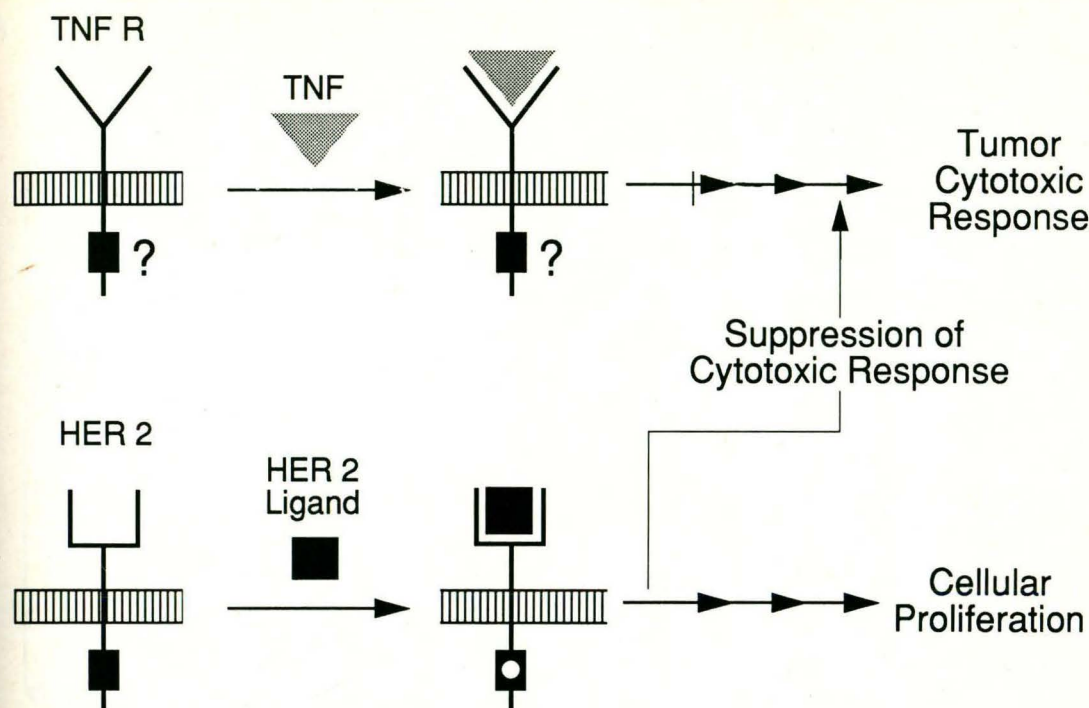 TNF R
TNF
?
?
Tumor
Cytotoxic
Response
Suppression of
Cytotoxic Response
HER 2
HER 2
Ligand
Cellular
Proliferation